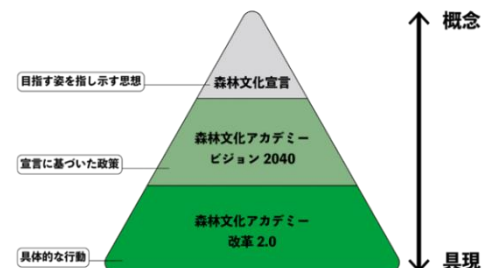 概念
目指す姿を指し示す思想
森林文化宣言
森林文化アカデミー
ビジョン 2040
宣言に基づいた政策
森林文化アカデミー
改革 2.0
具体的な行動
具現